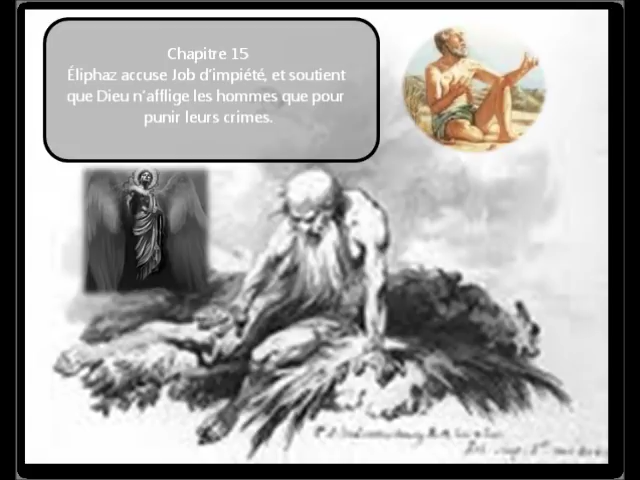 Chapitre 15
Éliphaz accuse Job d'impiété, et soutient
que Dieu n'afflige les hommes que pour
punir leurs crimes.